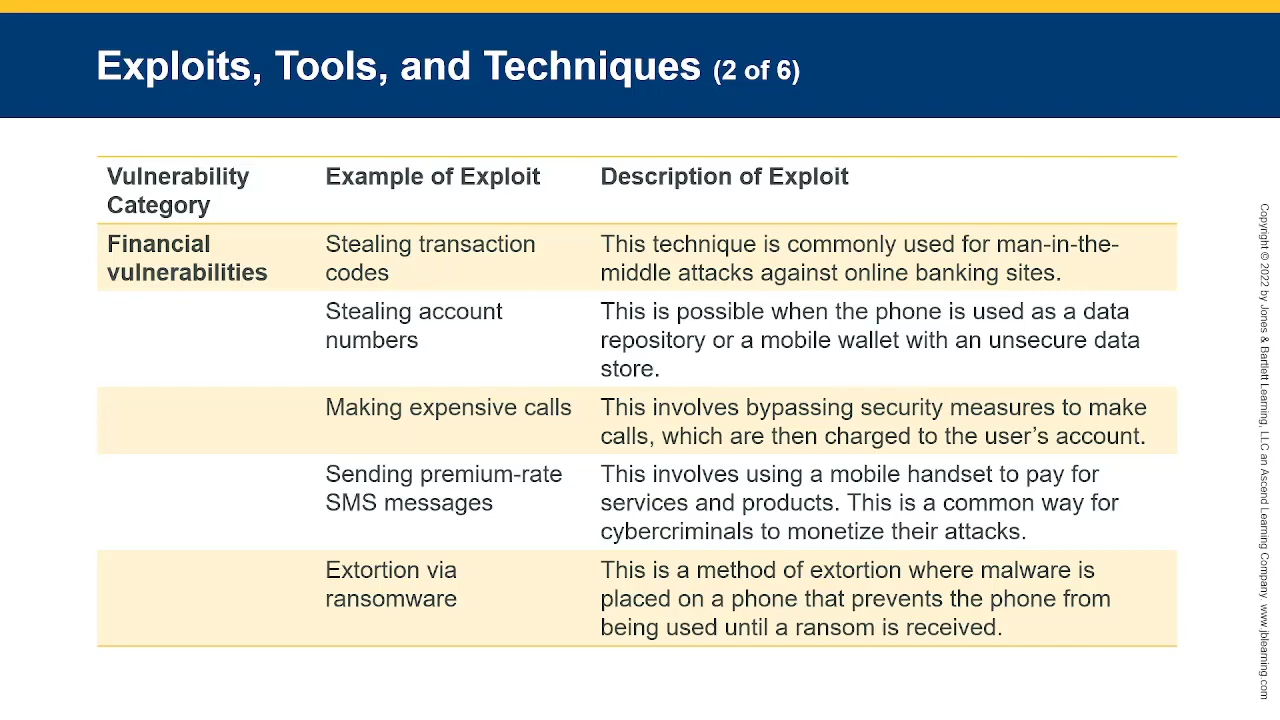 Exploits, Tools, and Techniques (2 of 6)
Vulnerability
Category
Example of Exploit
Description of Exploit
Financial
vulnerabilities
Stealing transaction
codes
This technique is commonly used for man-in-the-
middle attacks against online banking sites.
Stealing account
numbers
This is possible when the phone is used as a data
repository or a mobile wallet with an unsecure data
store.
Making expensive calls
This involves bypassing security measures to make
calls, which are then charged to the user’s account.
Sending premium-rate
SMS messages
This involves using a mobile handset to pay for
services and products. This is a common way for
cybercriminals to monetize their attacks.
Extortion via
ransomware
This is a method of extortion where malware is
placed on a phone that prevents the phone from
being used until a ransom is received.
Copyright © 2022 by Jones & Bartlett Learning, LLC an Ascend Learning Company. www.jblearning.com